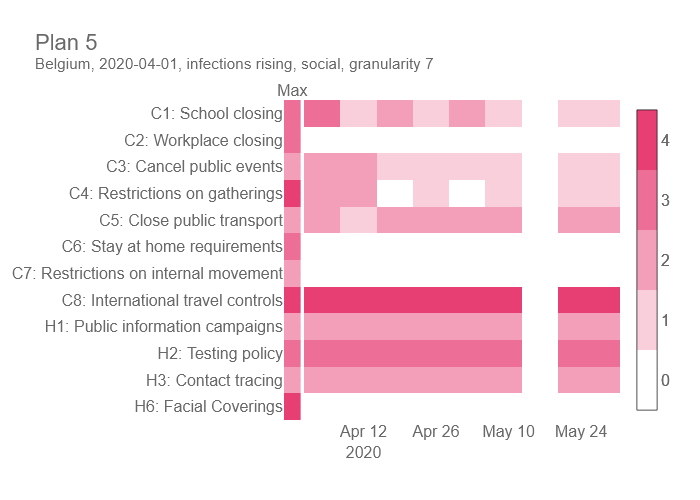 Plan 5
Belgium, 2020-04-01, infections rising, social, granularity 7
Max
C1: School closing
C2: Workplace closing
C3: Cancel public events
C4: Restrictions on gatherings
C5: Close public transport
C6: Stay at home requirements
C7: Restrictions on internal movement
C8: International travel controls
H1: Public information campaigns
H2: Testing policy
H3: Contact tracing
H6: Facial Coverings
4
3
2
1
0
Apr 12 Apr 26 May 10 May 24
2020